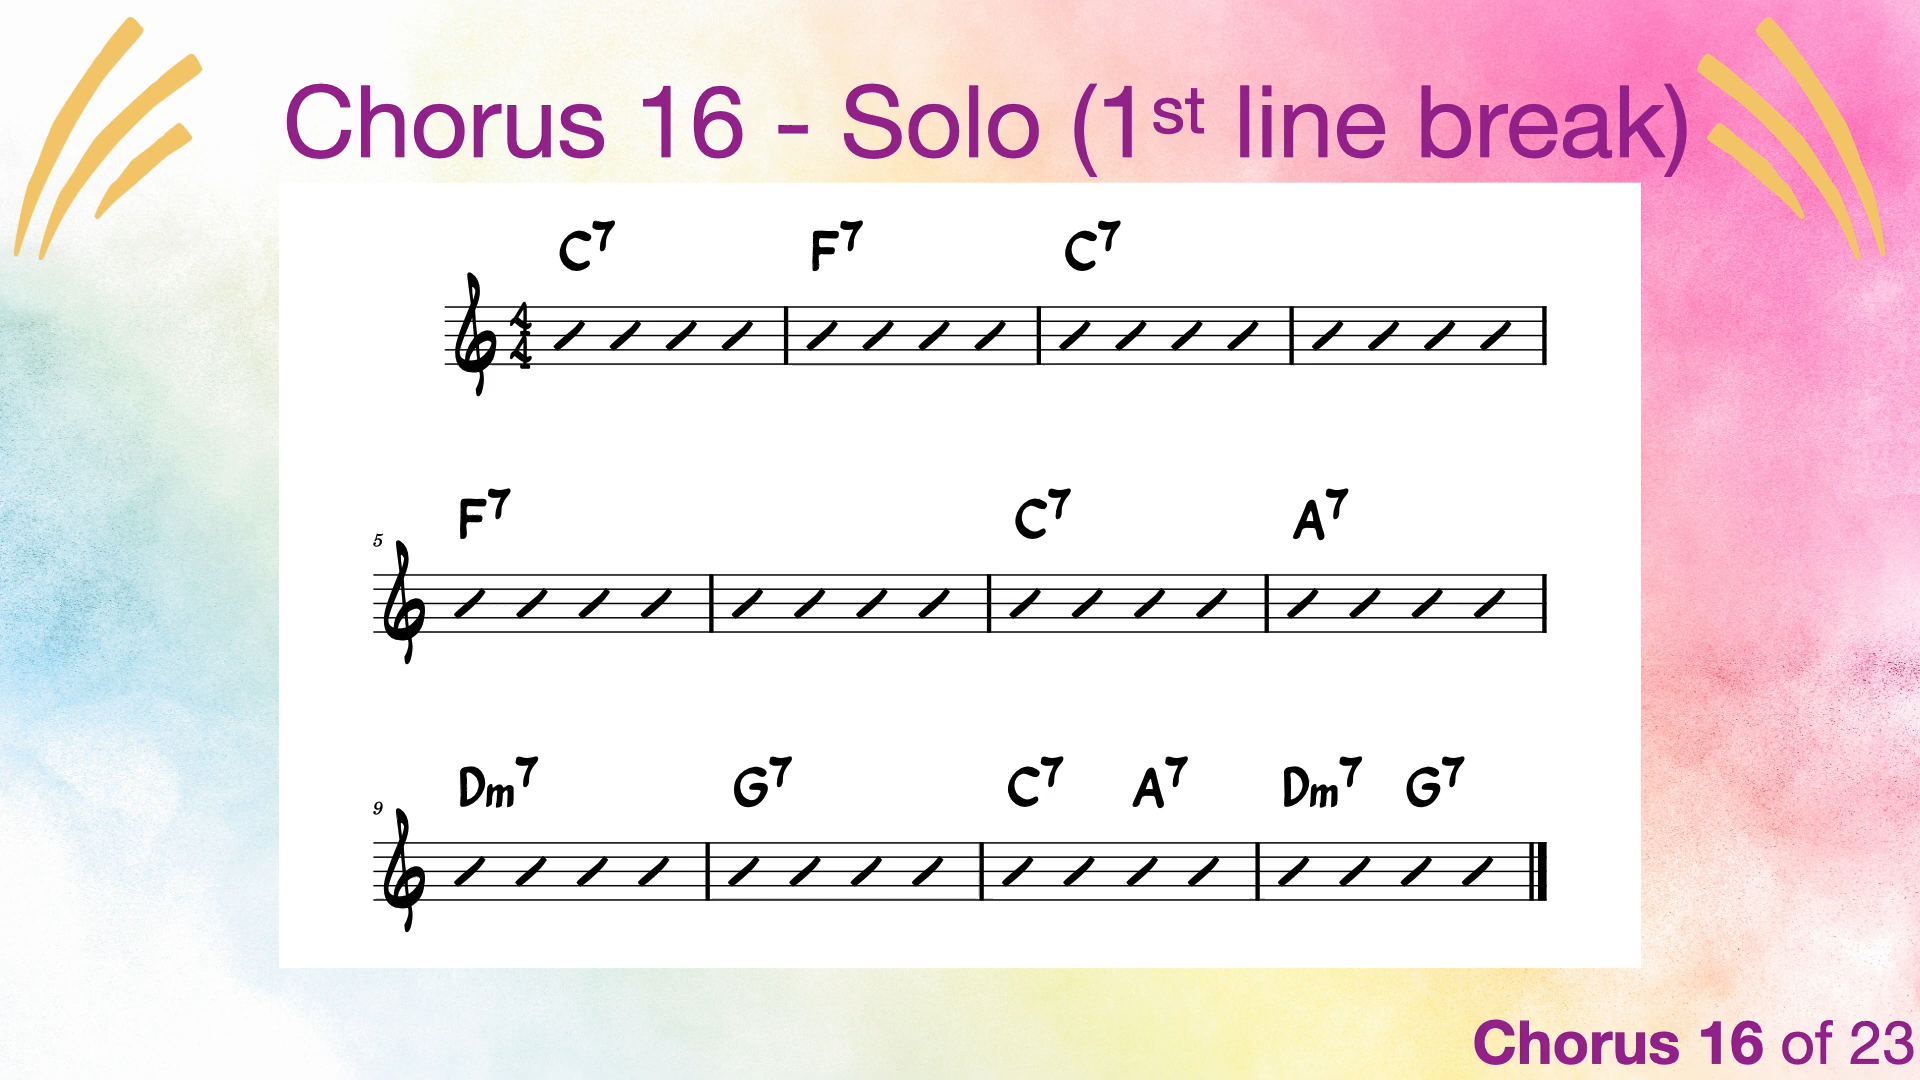 Chorus 16 - Solo (1st line break)
C7 F7 C7
4
4
5
F7 C7 A7
9
Dm7 G7 C7 A7 Dm7 G7
Chorus 16 of 23